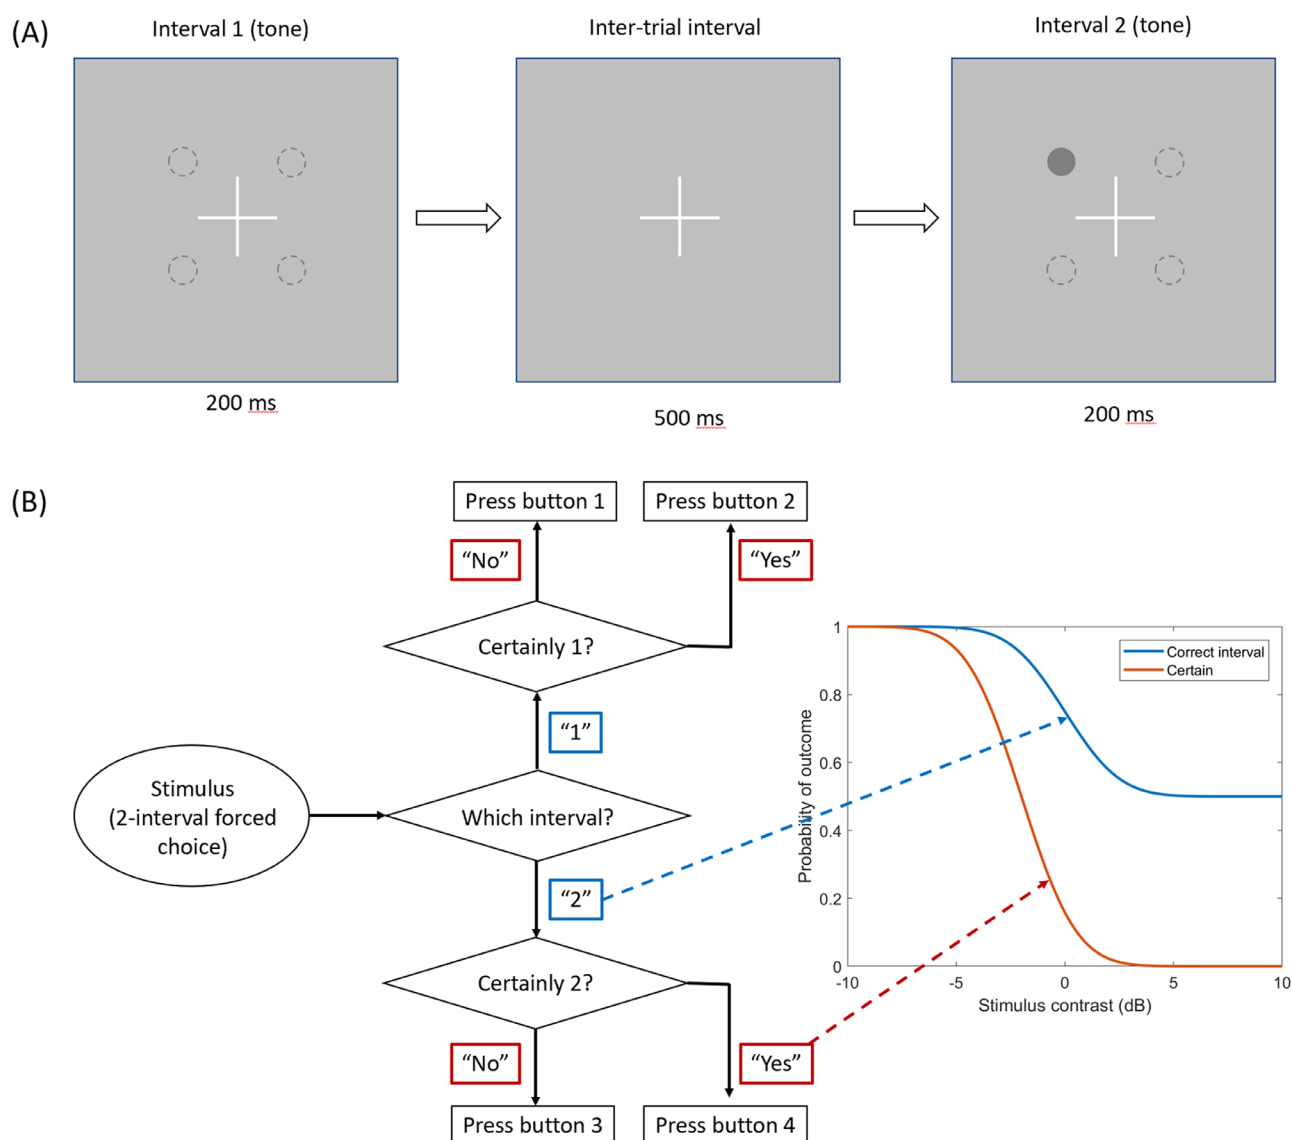 (A)
Interval 1 (tone)
Inter-trial interval
Interval 2 (tone)
200 ms
500 ms
200 ms
(B)
Press button 1
Press button 2
“No”
“Yes”
Certainly 1?
“1”
Stimulus
(2-interval forced
choice)
Which interval?
“2”
Certainly 2?
“No”
“Yes”
Press button 3
Press button 4
Correct interval
Certain
Probability of outcome
1
0.8
0.6
0.4
0.2
0
-10
-5
0
5
10
Stimulus contrast (dB)